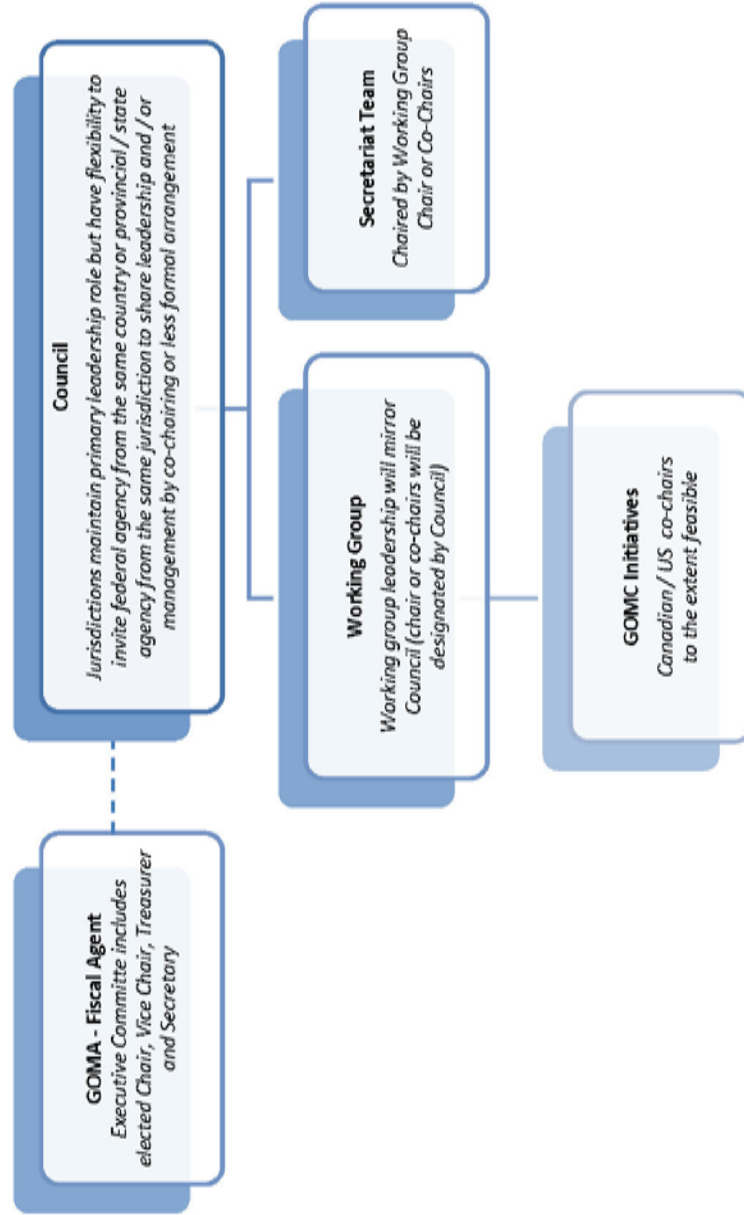 GOMA - Fiscal Agent
Executive Committe includes
elected Chair, Vice Chair, Treasurer
and Secretary
Council
Jurisdictions maintain primary leadership role but have flexibility to
invite federal agency from the same country or provincial / state
agency from the same jurisdiction to share leadership and / or
management by co-chairing or less formal arrangement
Working Group
Working group leadership will mirror
Council (chair or co-chairs will be
designated by Council)
Secretariat Team
Chaired by Working Group
Chair or Co-Chairs
GOMC Initiatives
Canadian / US co-chairs
to the extent feasible